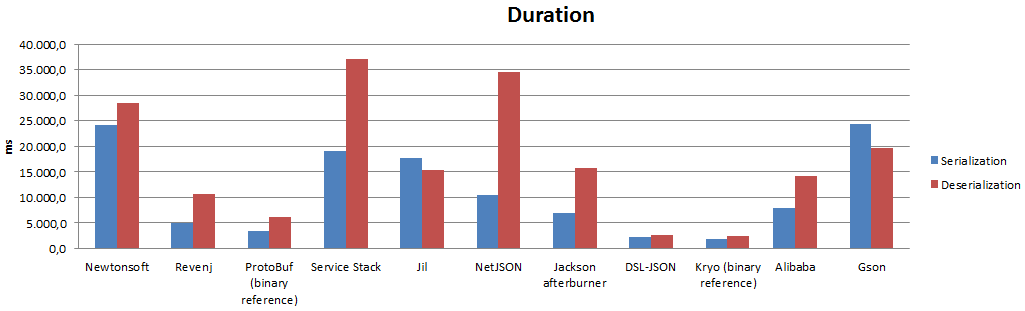 Duration
40.000,0
35.000,0
30.000,0
25.000,0
20.000,0
15.000,0
10.000,0
5.000,0
0,0
ms
Newtonsoft
Revenj
ProtoBuf
(binary
reference)
Service Stack
Jil
NetJSON
Jackson
afterburner
DSL-JSON
Kryo (binary
reference)
Alibaba
Gson
Serialization
Deserialization